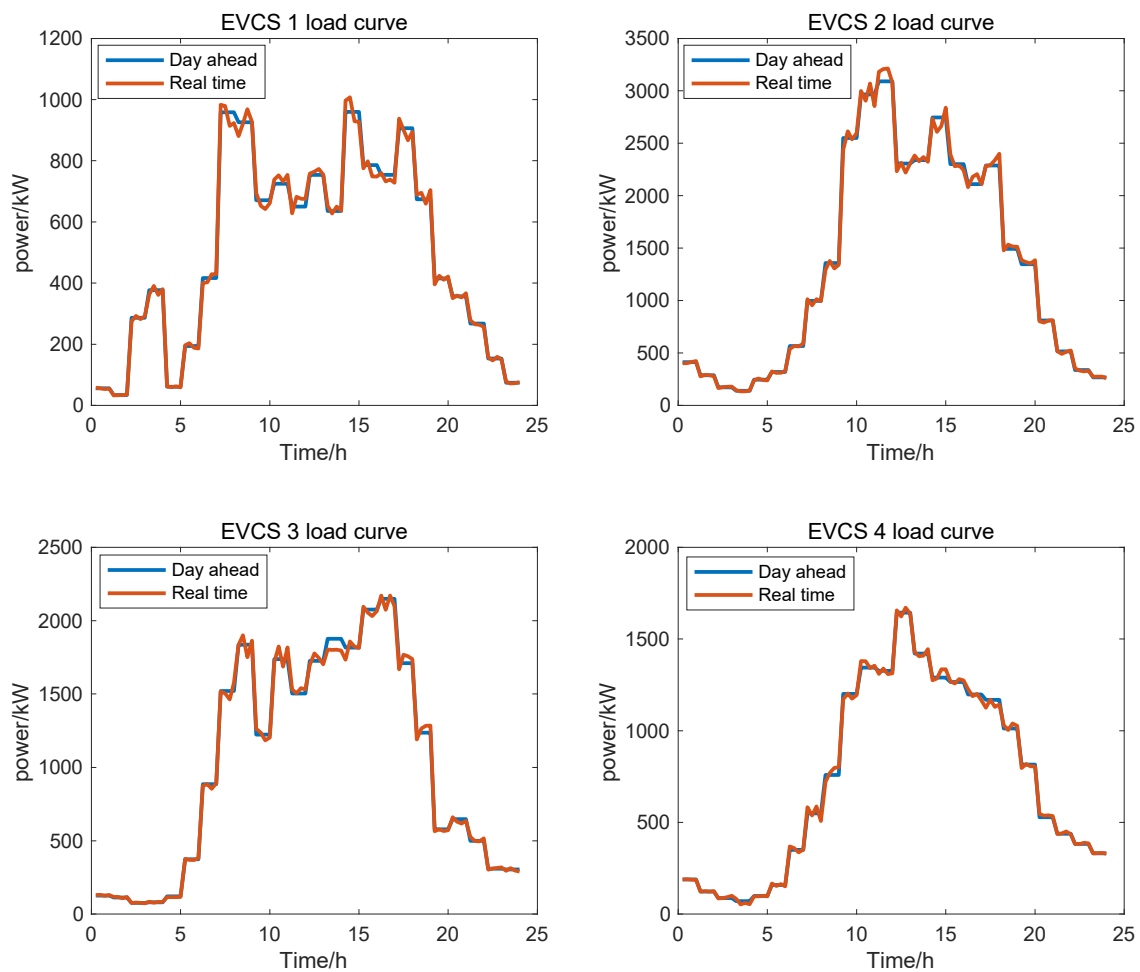 EVCS 1 load curve
1200
1000
800
600
400
200
0
power/kW
Day ahead
Real time
0 5 10 15 20 25
Time/h
EVCS 2 load curve
3500
3000
2500
2000
1500
1000
500
0
power/kW
Day ahead
Real time
0 5 10 15 20 25
Time/h
EVCS 3 load curve
2500
2000
1500
1000
500
0
power/kW
Day ahead
Real time
0 5 10 15 20 25
Time/h
EVCS 4 load curve
2000
1500
1000
500
0
power/kW
Day ahead
Real time
0 5 10 15 20 25
Time/h